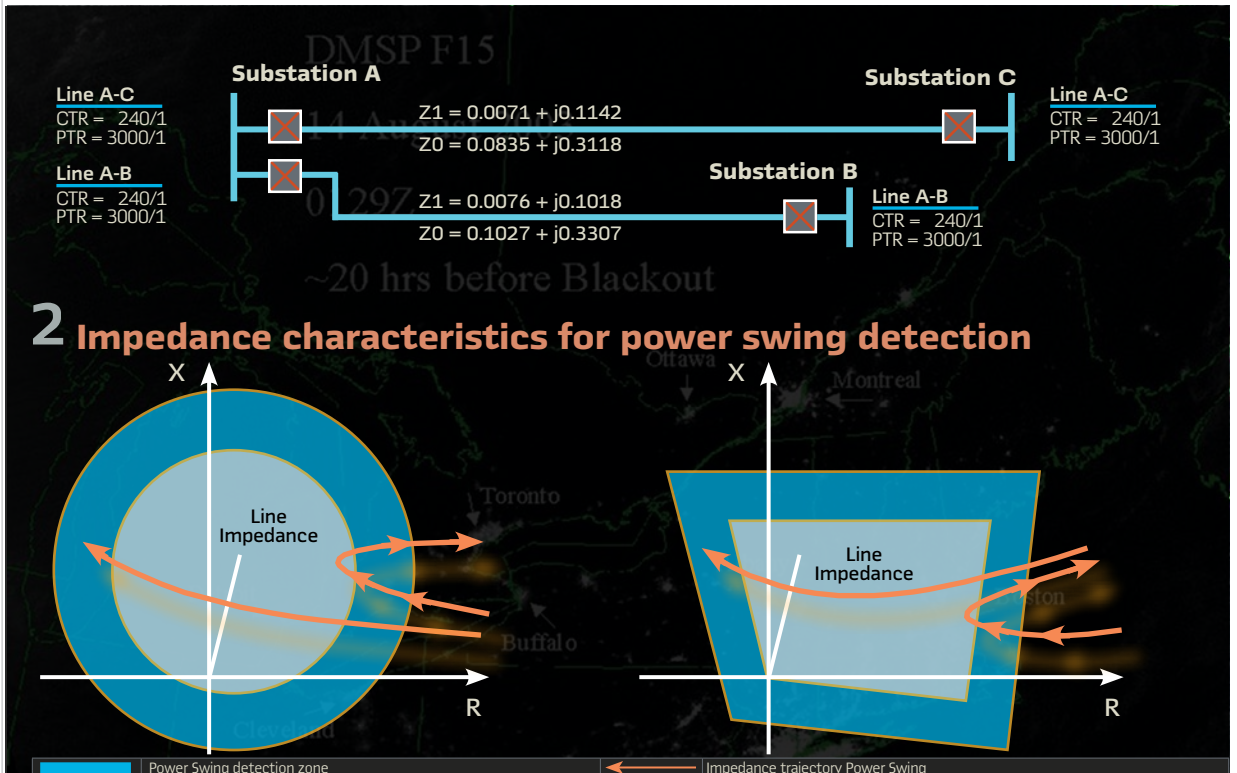 DMSP F15
Substation A
Substation C
Line A-C
CTR = 240/1
PTR = 3000/1
Z1 = 0.0071 + j0.1142
14 August
Z0 = 0.0835 + j0.3118
Line A-C
CTR = 240/1
PTR = 3000/1
Line A-B
CTR = 240/1
PTR = 3000/1
Substation B
Z1 = 0.0076 + j0.1018
Z0 = 0.1027 + j0.3307
Line A-B
CTR = 240/1
PTR = 3000/1
~20 hrs before Blackout
2 Impedance characteristics for power swing detection
Ottawa
Montreal
X
X
Toronto
Line
Impedance
Line
Impedance
Buffalo
R
R
Cleveland
Power Swing detection zone
Impedance trajectory Power Swing